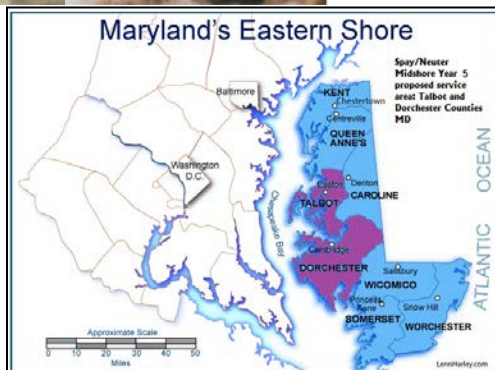 Maryland's Eastern Shore
Spay/Neuter
Midshore Year 5
proposed service
area: Talbot and
Dorchester Counties
MD
Baltimore
KENT
Chestertown
Centreville
QUEEN
ANNE'S
Washington
D.C.
Easton
Denton
TALBOT
CAROLINE
Chesapeake Bay
ATLANTIC OCEAN
Cambridge
DORCHESTER
Salisbury
WICOMICO
Princess
Anne
Snow Hill
SOMERSET
WORCHESTER
Approximate Scale
0 10 20 30 40 50
Miles
LennHarley.com